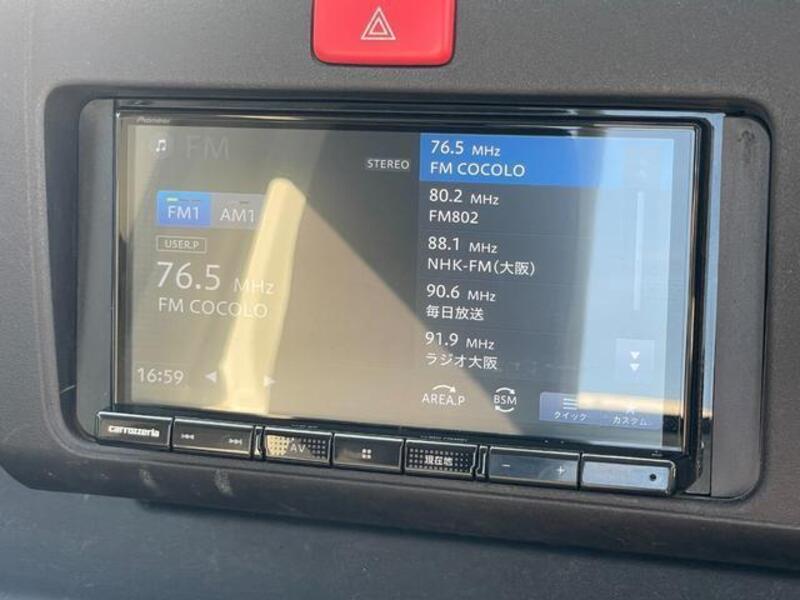 Pioneer
FM
STEREO
FM1 AM1
USER.P
76.5 MHz
FM COCOLO
16:59
76.5 MHz
FM COCOLO
80.2 MHz
FM802
88.1 MHz
NHK-FM(大阪)
90.6 MHz
毎日放送
91.9 MHz
ラジオ大阪
AREA.P BSM クイック カスタム
carrozzeria AV 現在地 - +